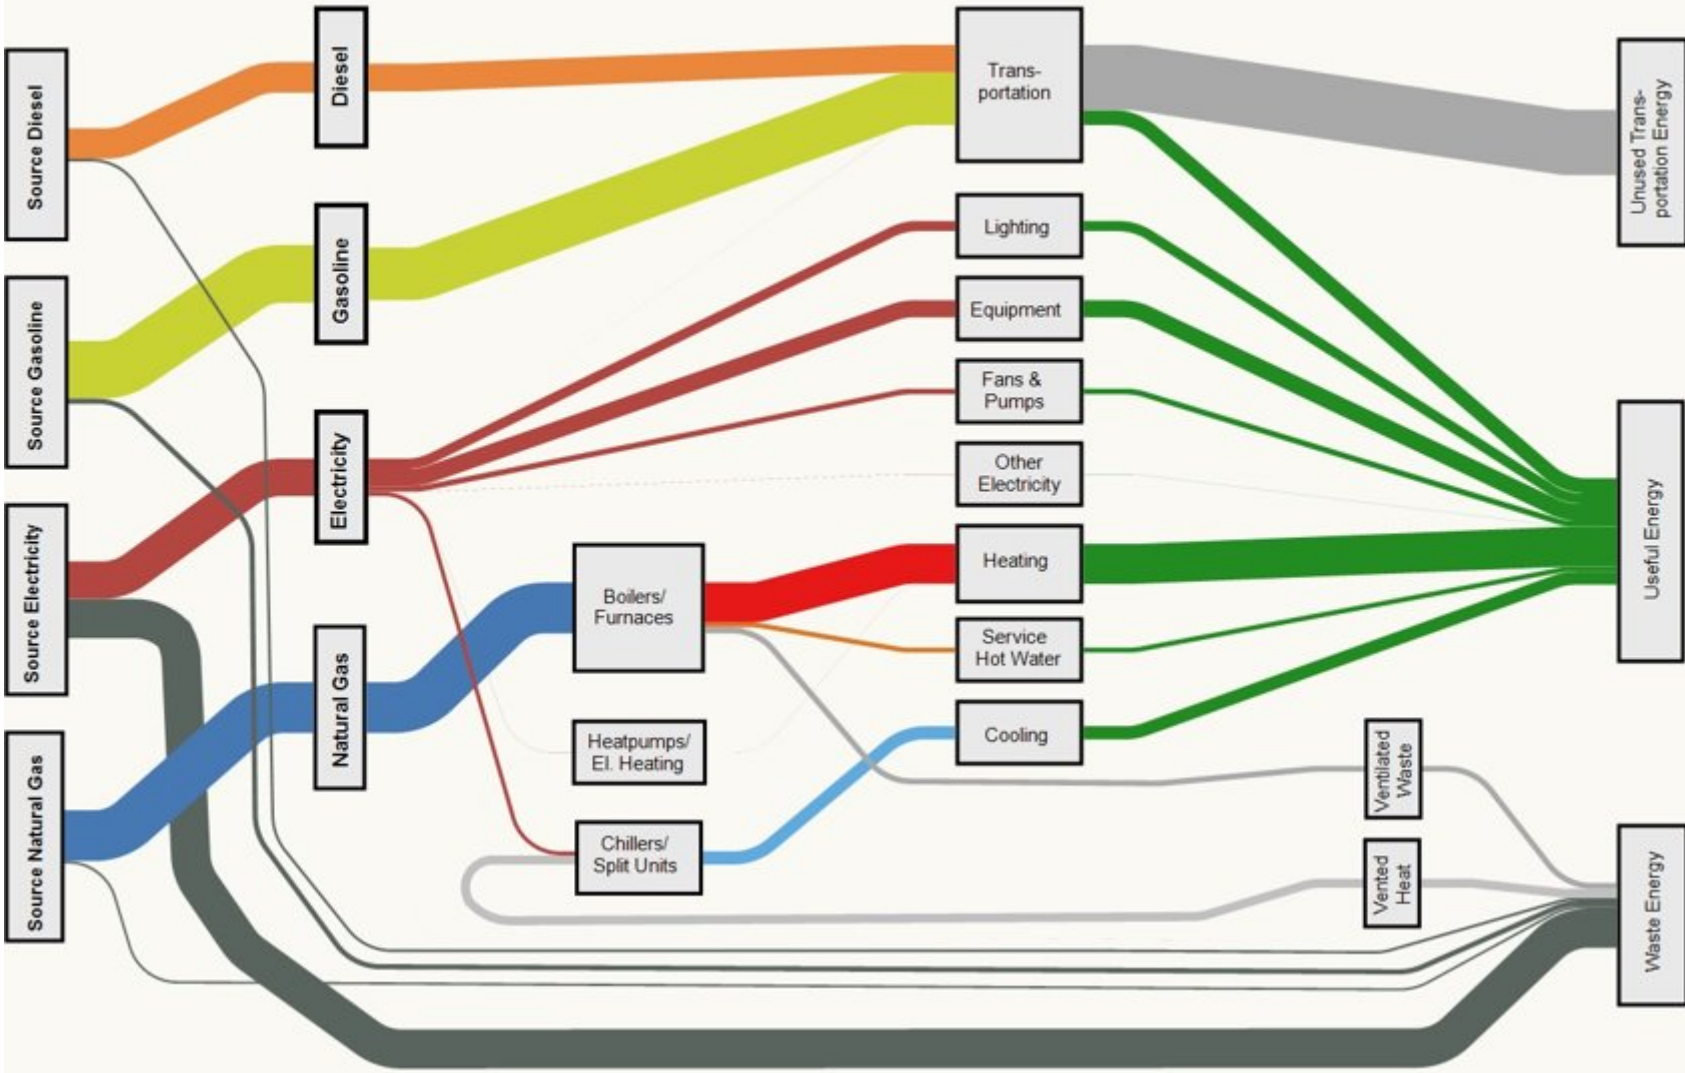 Source Diesel
Source Gasoline
Source Electricity
Source Natural Gas
Diesel
Gasoline
Electricity
Natural Gas
Boilers/
Furnaces
Heatpumps/
El. Heating
Chillers/
Split Units
Trans-
portation
Lighting
Equipment
Fans &
Pumps
Other
Electricity
Heating
Service
Hot Water
Cooling
Ventilated
Waste
Vented
Heat
Unused Trans-
portation Energy
Useful Energy
Waste Energy